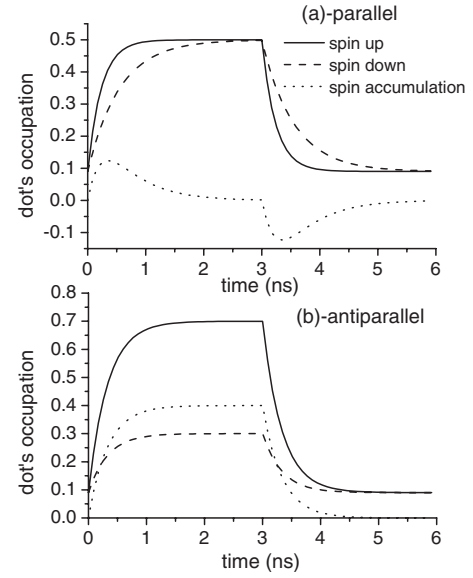 (a)-parallel
spin up
spin down
spin accumulation
dot's occupation
0.5
0.4
0.3
0.2
0.1
0.0
-0.1
0 1 2 3 4 5 6
time (ns)
(b)-antiparallel
dot's occupation
0.8
0.7
0.6
0.5
0.4
0.3
0.2
0.1
0.0
0 1 2 3 4 5 6
time (ns)